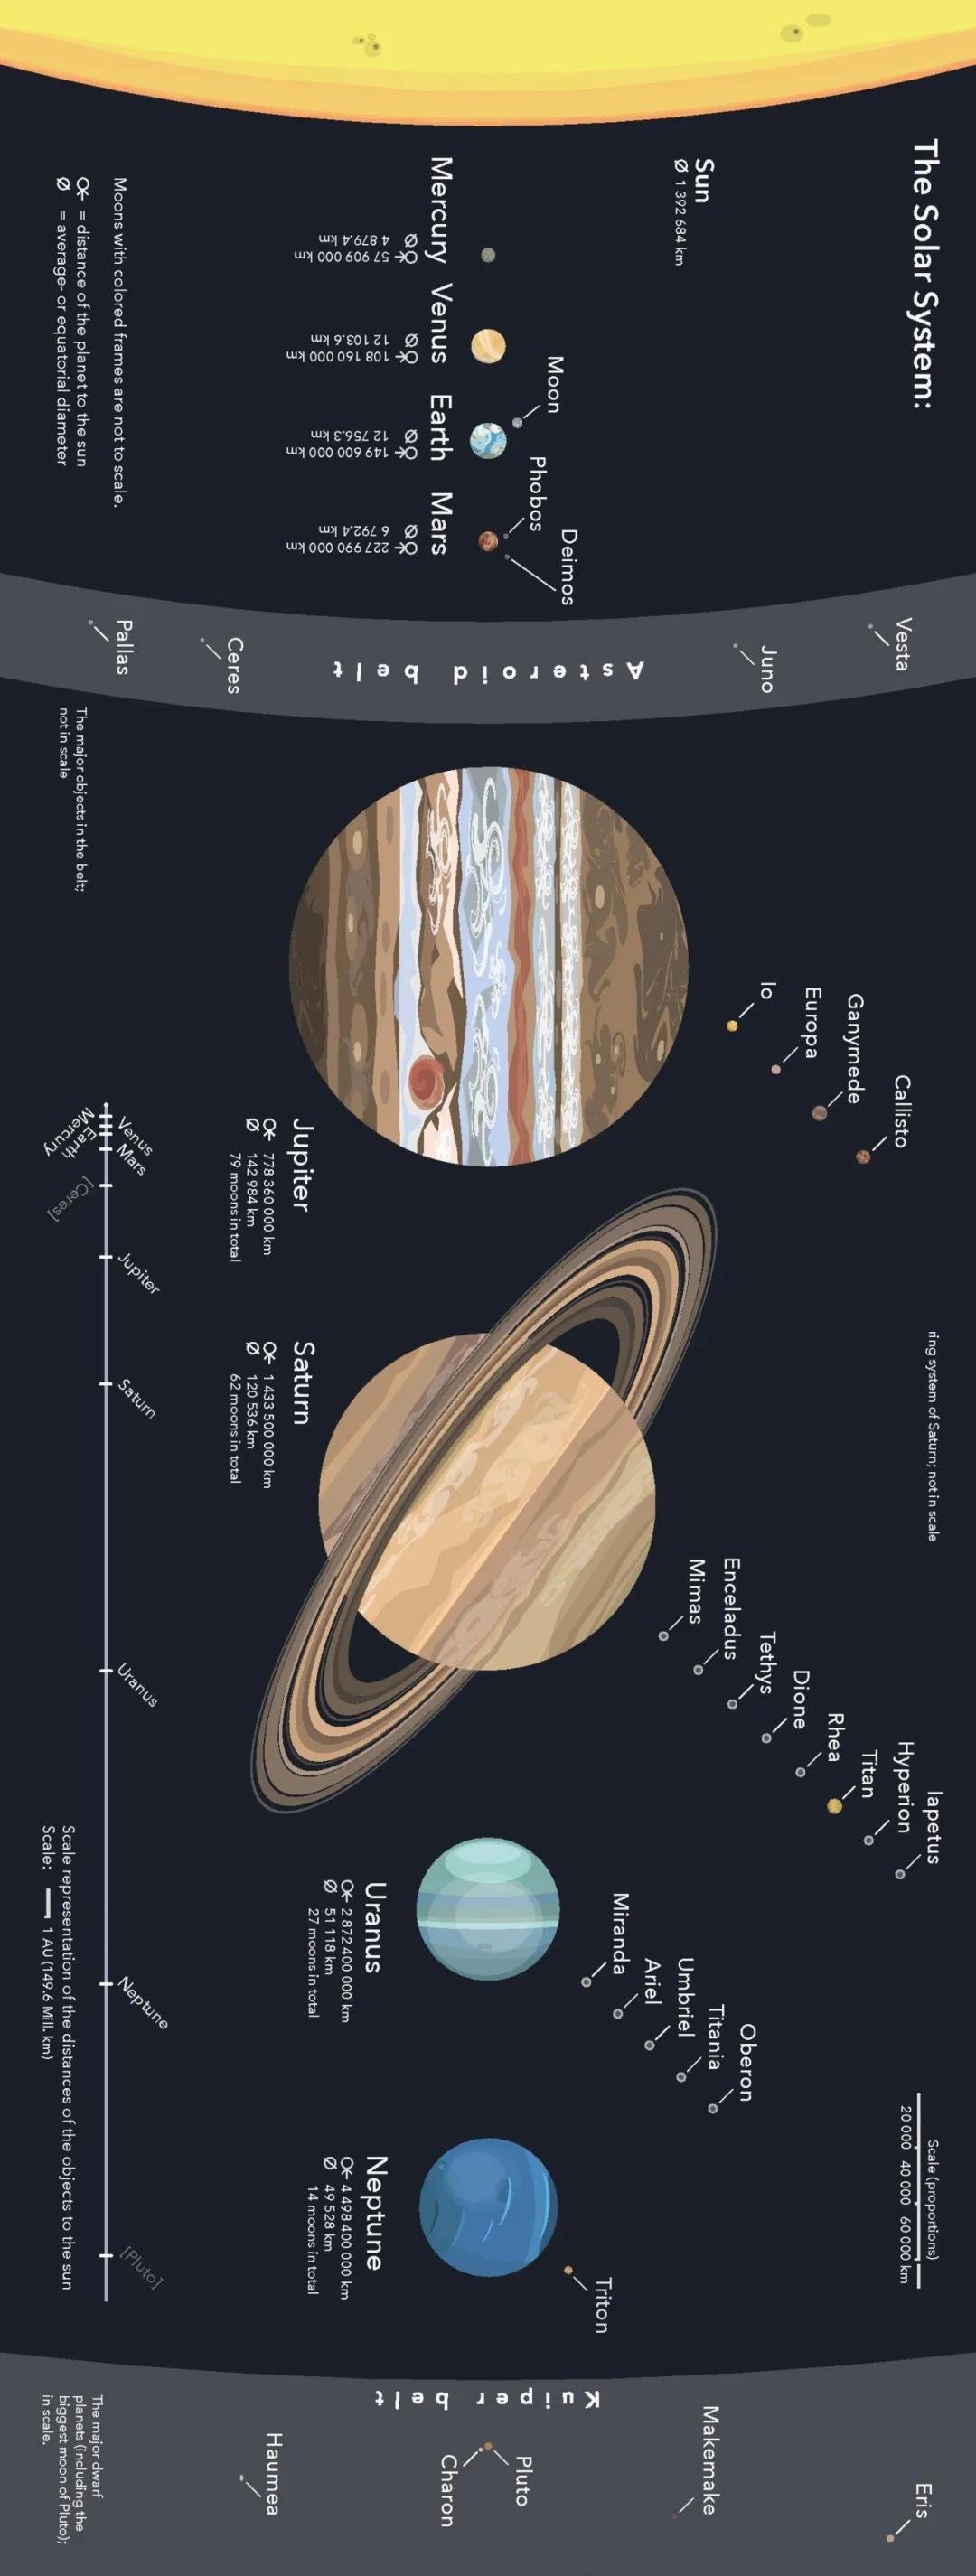 The Solar System:
Sun
Ø 1 392 684 km
Mercury
57 909 000 km
Ø 4 879.4 km
Venus
108 160 000 km
Ø 12 103.6 km
Earth
149 600 000 km
Ø 12 756.3 km
Moon
Mars
227 990 000 km
Ø 6 792.4 km
Phobos
Deimos
Moons with colored frames are not to scale.
= distance of the planet to the sun
Ø = average- or equatorial diameter
Asteroid belt
Vesta
Juno
Ceres
Pallas
The major objects in the belt;
not in scale
Io
Europa
Ganymede
Callisto
Jupiter
778 360 000 km
Ø 142 984 km
79 moons in total
ring system of Saturn; not in scale
Saturn
1 433 500 000 km
Ø 120 536 km
62 moons in total
Mimas
Enceladus
Tethys
Dione
Rhea
Titan
Hyperion
Iapetus
Uranus
2 872 400 000 km
Ø 51 118 km
27 moons in total
Miranda
Ariel
Umbriel
Titania
Oberon
Neptune
4 498 400 000 km
Ø 49 528 km
14 moons in total
Triton
Scale (proportions)
20 000 40 000 60 000 km
Mercury
Venus
Earth
Mars
[Ceres]
Jupiter
Saturn
Uranus
Neptune
[Pluto]
Scale representation of the distances of the objects to the sun
Scale: 1 AU (149.6 Mill. km)
Kuiper belt
Eris
Makemake
Pluto
Charon
Haumea
The major dwarf
planets (including the
biggest moon of Pluto);
in scale.